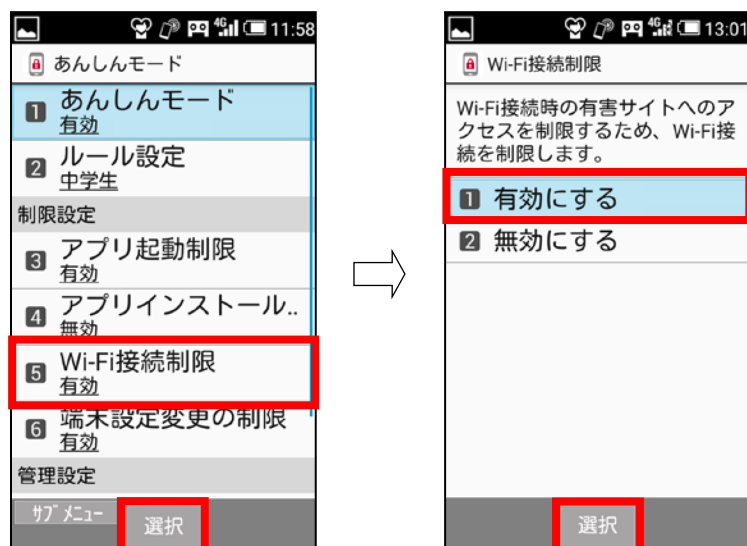 4G 11:58
あんしんモード
1 あんしんモード
有効
2 ルール設定
中学生
制限設定
3 アプリ起動制限
有効
4 アプリインストール..
無効
5 Wi-Fi接続制限
有効
6 端末設定変更の制限
有効
管理設定
ｻﾌﾞﾒﾆｭｰ 選択
4G 13:01
Wi-Fi接続制限
Wi-Fi接続時の有害サイトへのア
クセスを制限するため、Wi-Fi接
続を制限します。
1 有効にする
2 無効にする
選択